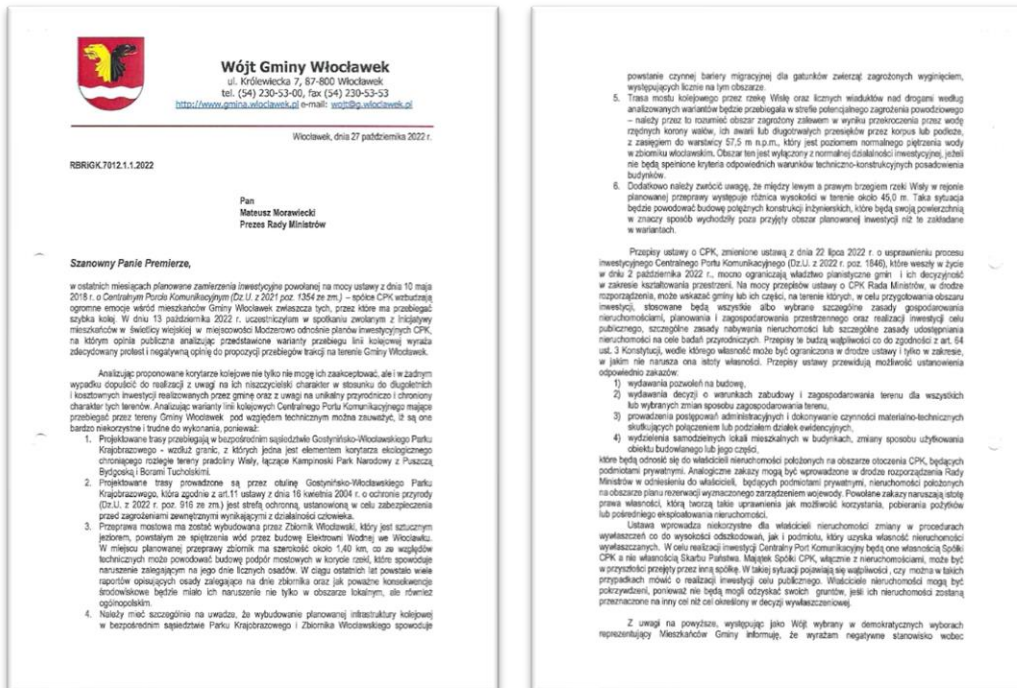 Wójt Gminy Włocławek
ul. Królewiecka 7, 87-800 Włocławek
tel. (54) 230-53-00, fax (54) 230-53-53
http://www.gmina.wloclawek.pl e-mail: wojt@g.wloclawek.pl
Włocławek, dnia 27 października 2022 r.
RBRiGK.7012.1.1.2022
Pan
Mateusz Morawiecki
Prezes Rady Ministrów
Szanowny Panie Premierze,
w ostatnich miesiącach planowane zamierzenia inwestycyjne powołanej na mocy ustawy z dnia 10 maja
2018 r. o Centralnym Porcie Komunikacyjnym (Dz.U. z 2021 poz. 1354 ze zm.) – spółce CPK wzbudzają
ogromne emocje wśród mieszkańców Gminy Włocławek zwłaszcza tych, przez które ma przebiegać
szybka kolej. W dniu 13 października 2022 r. uczestniczyłam w spotkaniu zwołanym z Inicjatywy
mieszkańców w świetlicy wiejskiej w miejscowości Modzerowo odnośnie planów inwestycyjnych CPK,
na którym opinia publiczna analizując przedstawione warianty przebiegu linii kolejowej wyraża
zdecydowany protest i negatywną opinię do propozycji przebiegów trakcji na terenie Gminy Włocławek.
Analizując proponowane korytarze kolejowe nie tylko nie mogę ich zaakceptować, ale i w żadnym
wypadku dopuścić do realizacji z uwagi na ich niszczycielski charakter w stosunku do długoletnich
i kosztownych inwestycji realizowanych przez gminę oraz z uwagi na unikalny przyrodniczo i chroniony
charakter tych terenów. Analizując warianty linii kolejowych Centralnego Portu Komunikacyjnego mające
przebiegać przez tereny Gminy Włocławek pod względem technicznym można zauważyć, iż są one
bardzo niekorzystne i trudne do wykonania, ponieważ:
1. Projektowane trasy przebiegają w bezpośrednim sąsiedztwie Gostynińsko-Włocławskiego Parku
Krajobrazowego - wzdłuż granic, z których jedna jest elementem korytarza ekologicznego
chroniącego rozległe tereny pradoliny Wisły, łączące Kampinoski Park Narodowy z Puszczą
Bydgoską i Borami Tucholskimi.
2. Projektowane trasy prowadzone są przez otulinę Gostynińsko-Włocławskiego Parku
Krajobrazowego, która zgodnie z art.11 ustawy z dnia 16 kwietnia 2004 r. o ochronie przyrody
(Dz.U. z 2022 r. poz. 916 ze zm.) jest strefą ochronną, ustanowioną w celu zabezpieczenia
przed zagrożeniami zewnętrznymi wynikającymi z działalności człowieka.
3. Przeprawa mostowa ma zostać wybudowana przez Zbiornik Włocławski, który jest sztucznym
jeziorem, powstałym ze spiętrzenia wód przez budowę Elektrowni Wodnej we Włocławku.
W miejscu planowanej przeprawy zbiornik ma szerokość około 1,40 km, co ze względów
technicznych może powodować budowę podpór mostowych w korycie rzeki, które spowoduje
naruszenie zalegającym na jego dnie licznych osadów. W ciągu ostatnich lat powstało wiele
raportów opisujących osady zalegające na dnie zbiornika oraz jak poważne konsekwencje
środowiskowe będzie miało ich naruszenie nie tylko w obszarze lokalnym, ale również
ogólnopolskim.
4. Należy mieć szczególnie na uwadze, że wybudowanie planowanej infrastruktury kolejowej
w bezpośrednim sąsiedztwie Parku Krajobrazowego i Zbiornika Włocławskiego spowoduje
powstanie czynnej bariery migracyjnej dla gatunków zwierząt zagrożonych wyginięciem,
występujących licznie na tym obszarze.
5. Trasa mostu kolejowego przez rzekę Wisłę oraz licznych wiaduktów nad drogami według
analizowanych wariantów będzie przebiegała w strefie potencjalnego zagrożenia powodziowego
– należy przez to rozumieć obszar zagrożony zalewem w wyniku przekroczenia przez wodę
rzędnych korony wałów, ich awarii lub długotrwałych przesięków przez korpus lub podłoże,
z zasięgiem do warstwicy 57,5 m n.p.m., który jest poziomem normalnego piętrzenia wody
w zbiorniku włocławskim. Obszar ten jest wyłączony z normalnej działalności inwestycyjnej, jeżeli
nie będą spełnione kryteria odpowiednich warunków techniczno-konstrukcyjnych posadowienia
budynków.
6. Dodatkowo należy zwrócić uwagę, że między lewym a prawym brzegiem rzeki Wisły w rejonie
planowanej przeprawy występuje różnica wysokości w terenie około 45,0 m. Taka sytuacja
będzie powodować budowę potężnych konstrukcji inżynierskich, które będą swoją powierzchnią
w znaczy sposób wychodziły poza przyjęty obszar planowanej inwestycji niż te zakładane
w wariantach.
Przepisy ustawy o CPK, zmienione ustawą z dnia 22 lipca 2022 r. o usprawnieniu procesu
inwestycyjnego Centralnego Portu Komunikacyjnego (Dz.U. z 2022 r. poz. 1846), które weszły w życie
w dniu 2 października 2022 r., mocno ograniczają władztwo planistyczne gmin i ich decyzyjność
w zakresie kształtowania przestrzeni. Na mocy przepisów ustawy o CPK Rada Ministrów, w drodze
rozporządzenia, może wskazać gminy lub ich części, na terenie których, w celu przygotowania obszaru
inwestycji, stosowane będą wszystkie albo wybrane szczególne zasady gospodarowania
nieruchomościami, planowania i zagospodarowania przestrzennego oraz realizacji inwestycji celu
publicznego, szczególne zasady nabywania nieruchomości lub szczególne zasady udostępniania
nieruchomości na cele badań przyrodniczych. Przepisy te budzą wątpliwości co do zgodności z art. 64
ust. 3 Konstytucji, wedle którego własność może być ograniczona w drodze ustawy i tylko w zakresie,
w jakim nie narusza ona istoty własności. Przepisy ustawy przewidują możliwość ustanowienia
odpowiednio zakazów:
1) wydawania pozwoleń na budowę,
2) wydawania decyzji o warunkach zabudowy i zagospodarowania terenu dla wszystkich
lub wybranych zmian sposobu zagospodarowania terenu,
3) prowadzenia postępowań administracyjnych i dokonywanie czynności materialno-technicznych
skutkujących połączeniem lub podziałem działek ewidencyjnych,
4) wydzielenia samodzielnych lokali mieszkalnych w budynkach, zmiany sposobu użytkowania
obiektu budowlanego lub jego części,
które będą odnosić się do właścicieli nieruchomości położonych na obszarze otoczenia CPK, będących
podmiotami prywatnymi. Analogiczne zakazy mogą być wprowadzone w drodze rozporządzenia Rady
Ministrów w odniesieniu do właścicieli, będących podmiotami prywatnymi, nieruchomości położonych
na obszarze planu rezerwacji wyznaczonego zarządzeniem wojewody. Powołane zakazy naruszają istotę
prawa własności, którą tworzą takie uprawnienia jak możliwość korzystania, pobierania pożytków
lub pośredniego eksploatowania nieruchomości.
Ustawa wprowadza niekorzystne dla właścicieli nieruchomości zmiany w procedurach
wywłaszczeń co do wysokości odszkodowań, jak i podmiotu, który uzyska własność nieruchomości
wywłaszczanych. W celu realizacji inwestycji Centralny Port Komunikacyjny będą one własnością Spółki
CPK a nie własnością Skarbu Państwa. Majątek Spółki CPK, włącznie z nieruchomościami, może być
w przyszłości przejęty przez inną spółkę. W takiej sytuacji pojawiają się wątpliwości , czy można w takich
przypadkach mówić o realizacji inwestycji celu publicznego. Właściciele nieruchomości mogą być
pokrzywdzeni, ponieważ nie będą mogli odzyskać swoich gruntów, jeśli ich nieruchomości zostaną
przeznaczone na inny cel niż cel określony w decyzji wywłaszczeniowej.
Z uwagi na powyższe, występując jako Wójt wybrany w demokratycznych wyborach
reprezentujący Mieszkańców Gminy informuję, że wyrażam negatywne stanowisko wobec